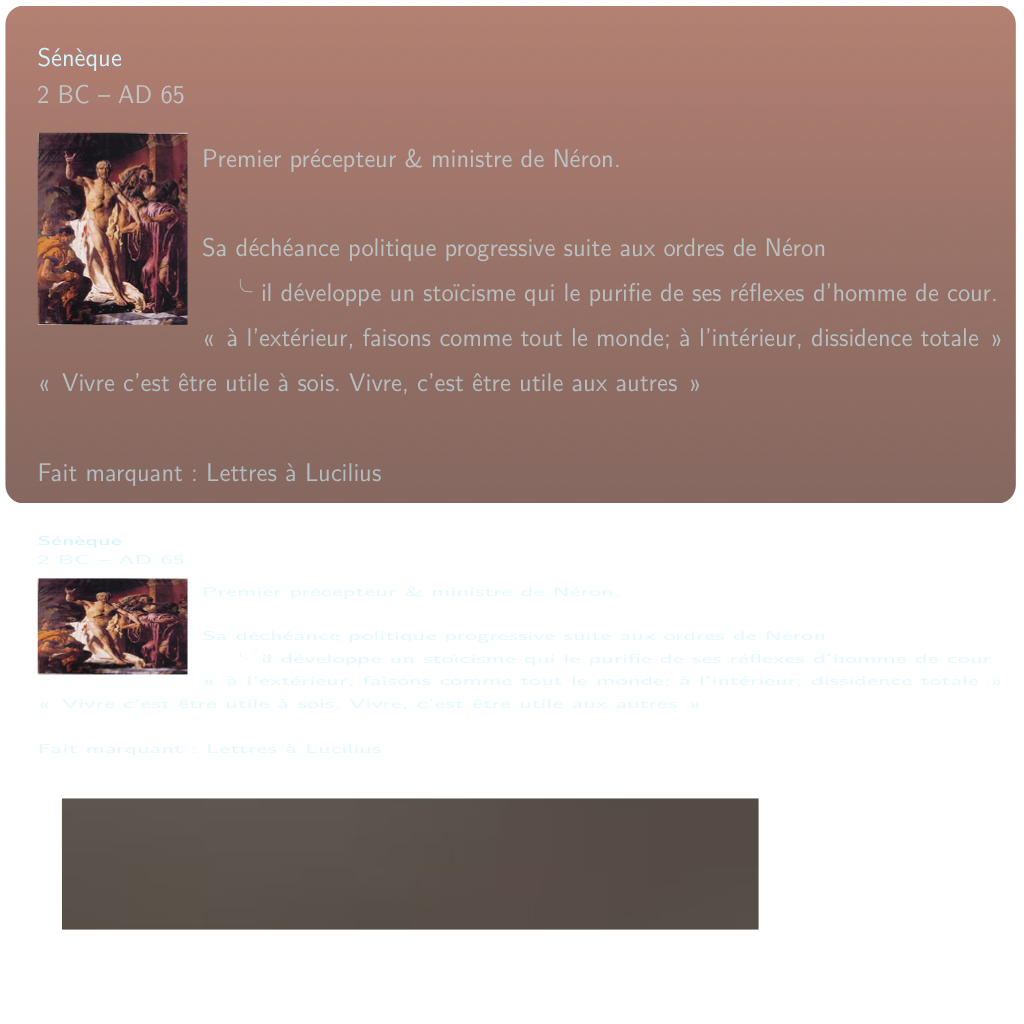 Sénèque
2 BC – AD 65
Premier précepteur & ministre de Néron.
Sa déchéance politique progressive suite aux ordres de Néron
il développe un stoïcisme qui le purifie de ses réflexes d'homme de cour.
« à l'extérieur, faisons comme tout le monde; à l'intérieur, dissidence totale »
« Vivre c'est être utile à sois. Vivre, c'est être utile aux autres »
Fait marquant : Lettres à Lucilius
Sénèque
2 BC – AD 65
Premier précepteur & ministre de Néron.
Sa déchéance politique progressive suite aux ordres de Néron
il développe un stoïcisme qui le purifie de ses réflexes d'homme de cour.
« à l'extérieur, faisons comme tout le monde; à l'intérieur, dissidence totale »
« Vivre c'est être utile à sois. Vivre, c'est être utile aux autres »
Fait marquant : Lettres à Lucilius